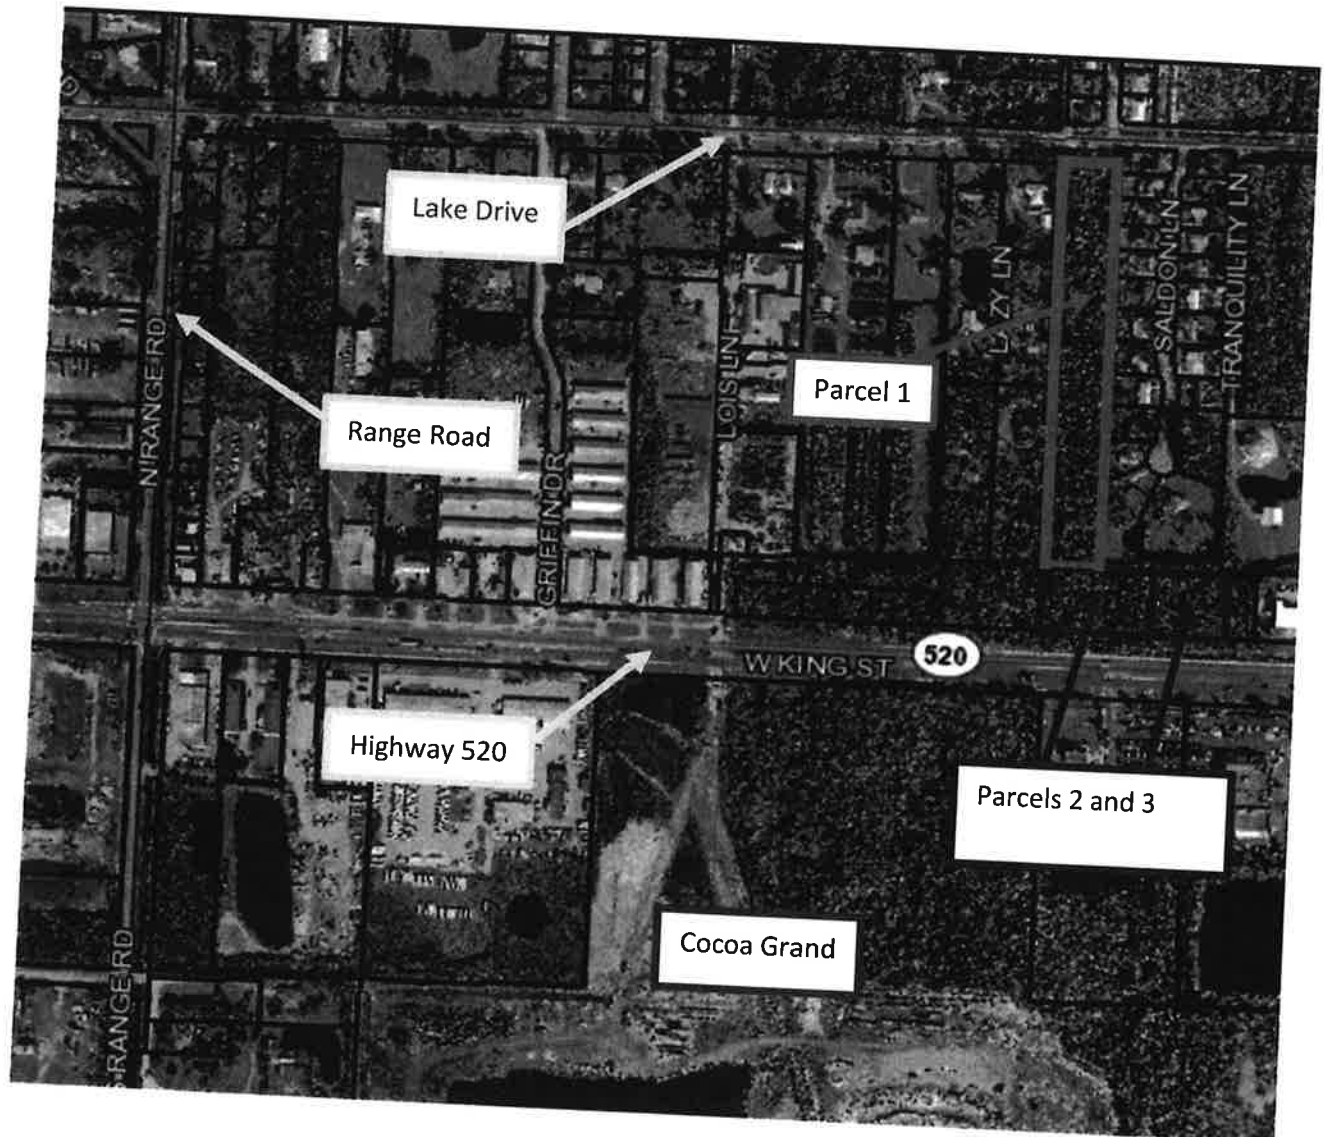 Lake Drive
SALDON LN
TRANQUILITY LN
LAZY LN
N RANGE RD
LOIS LN
Parcel 1
Range Road
GRIFFIN DR
W KING ST
520
Highway 520
Parcels 2 and 3
Cocoa Grand
S RANGE RD